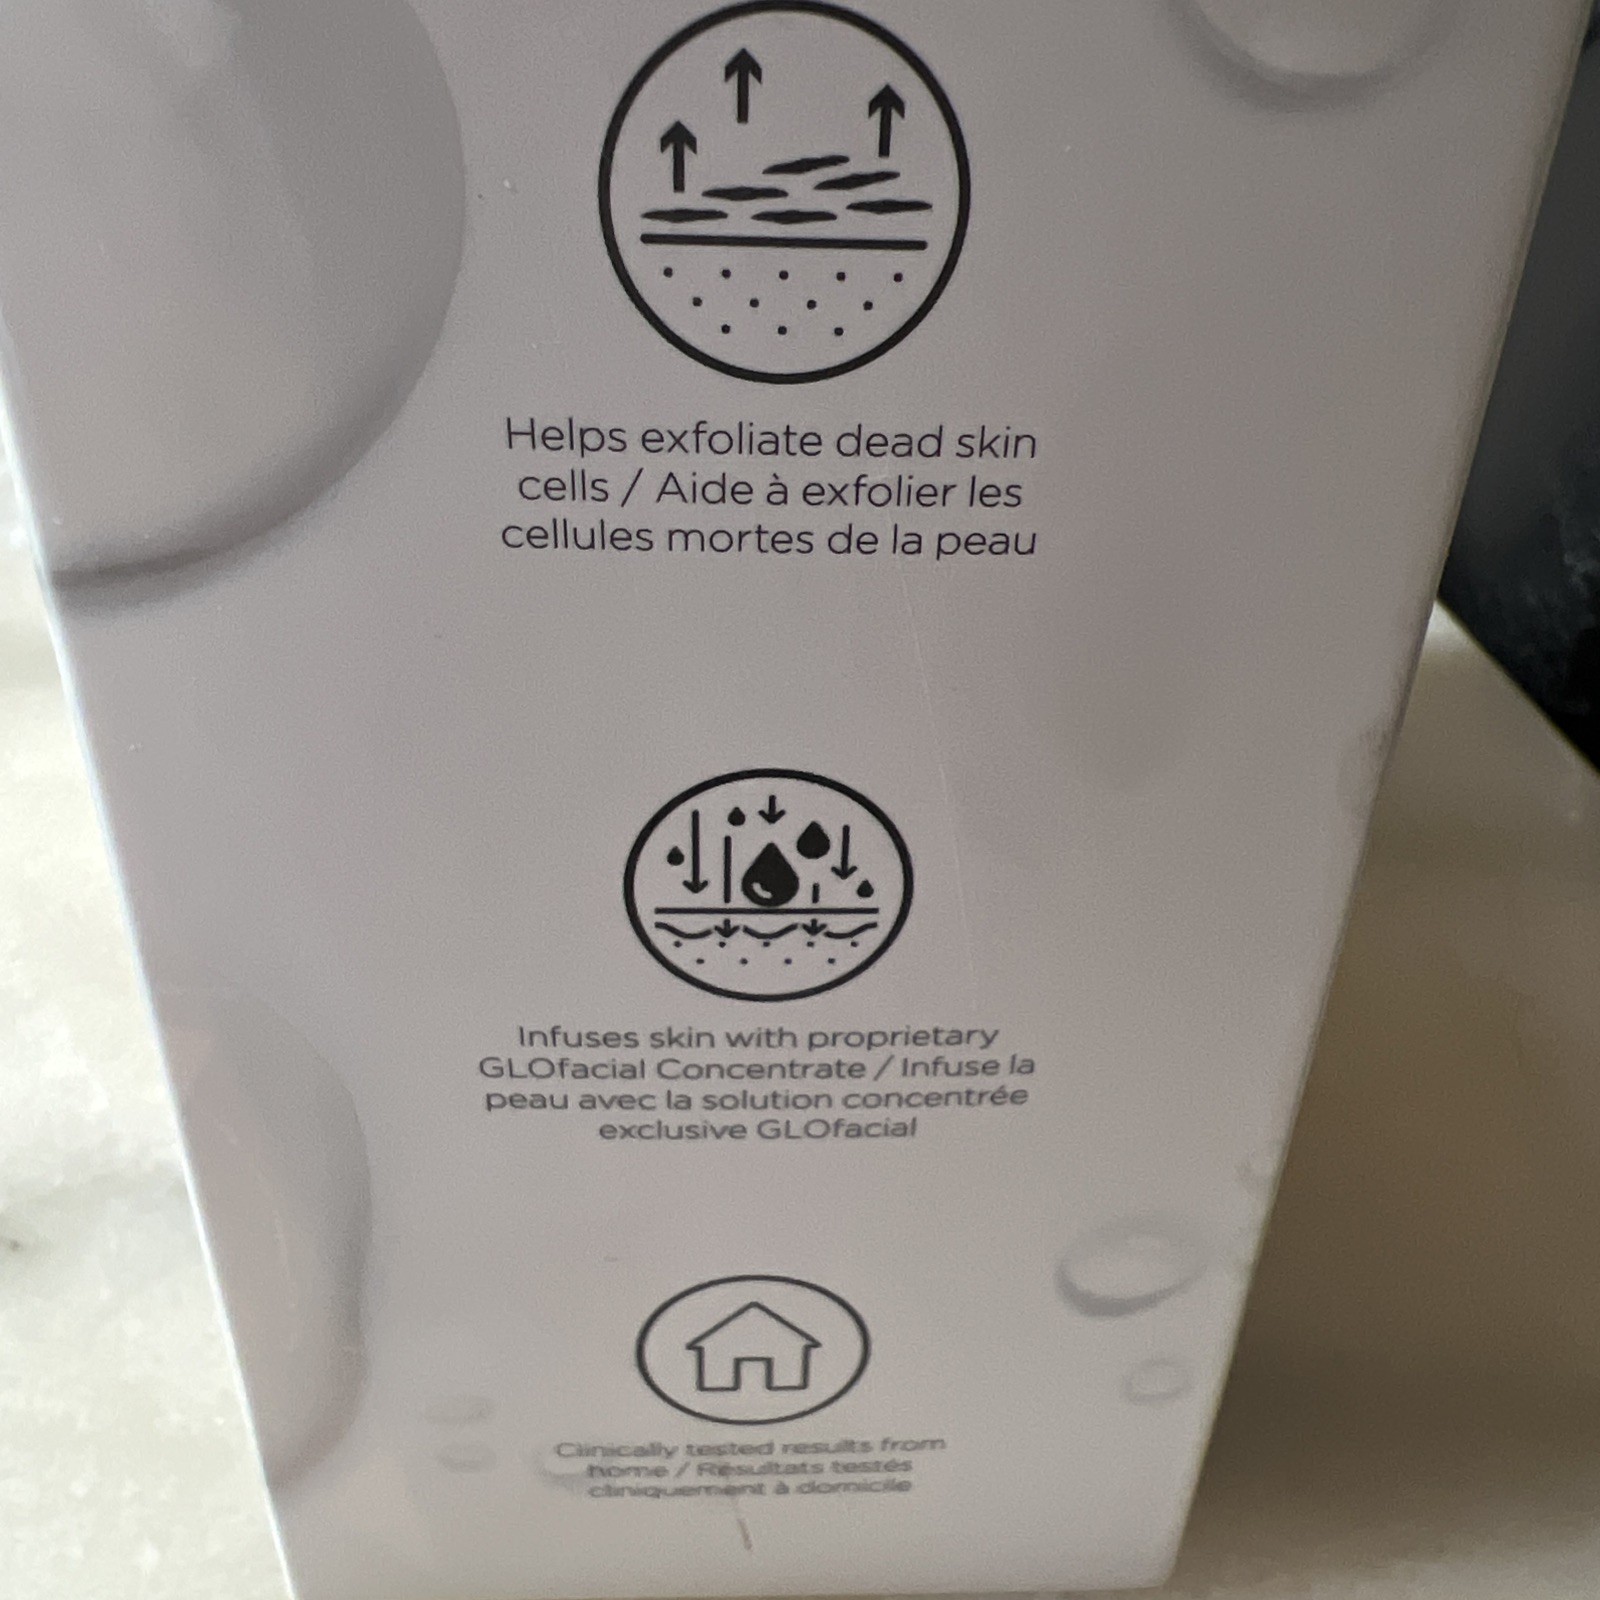 Helps exfoliate dead skin
cells / Aide à exfolier les
cellules mortes de la peau
Infuses skin with proprietary
GLOfacial Concentrate / Infuse la
peau avec la solution concentrée
exclusive GLOfacial
Clinically tested results from
home / Résultats testés
cliniquement à domicile